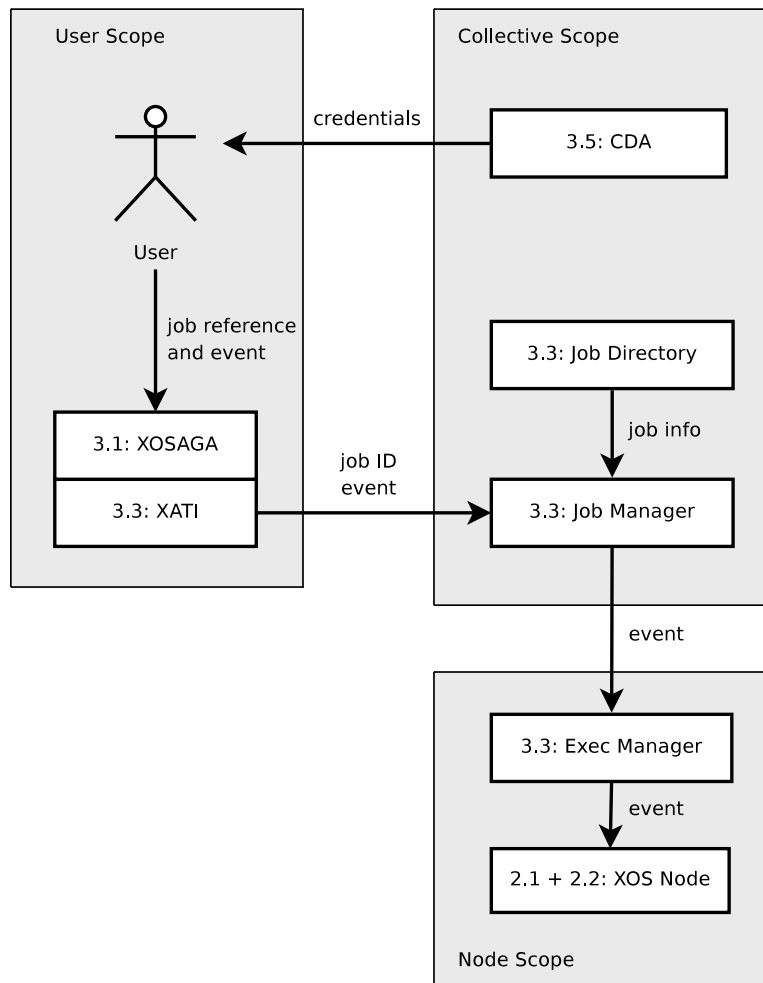 User Scope
Collective Scope
credentials
3.5: CDA
User
job reference
and event
3.3: Job Directory
3.1: XOSAGA
job info
job ID
event
3.3: XATI
3.3: Job Manager
event
3.3: Exec Manager
event
2.1 + 2.2: XOS Node
Node Scope